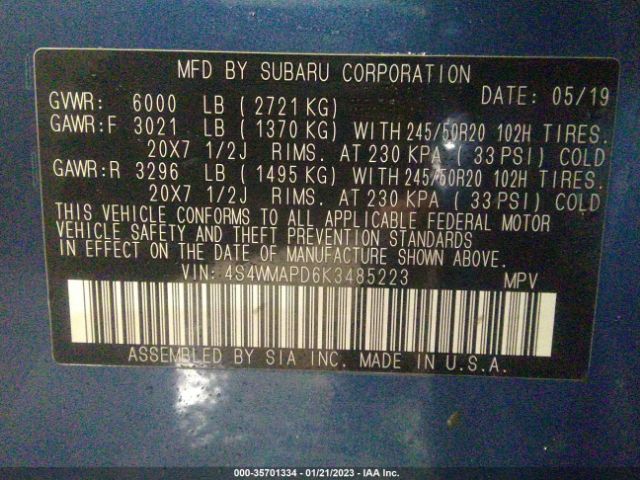 MFD BY SUBARU CORPORATION
DATE: 05/19
GVWR: 6000 LB ( 2721 KG)
GAWR:F 3021 LB ( 1370 KG) WITH 245/50R20 102H TIRES.
20X7 1/2J RIMS. AT 230 KPA ( 33 PSI) COLD
GAWR:R 3296 LB ( 1495 KG) WITH 245/50R20 102H TIRES.
20X7 1/2J RIMS. AT 230 KPA ( 33 PSI) COLD
THIS VEHICLE CONFORMS TO ALL APPLICABLE FEDERAL MOTOR
VEHICLE SAFETY AND THEFT PREVENTION STANDARDS
IN EFFECT ON THE DATE OF MANUFACTURE SHOWN ABOVE.
VIN: 4S4WMAPD6K3485223 MPV
ASSEMBLED BY SIA INC. MADE IN U.S.A.
000-35701334 - 01/21/2023 - IAA Inc.